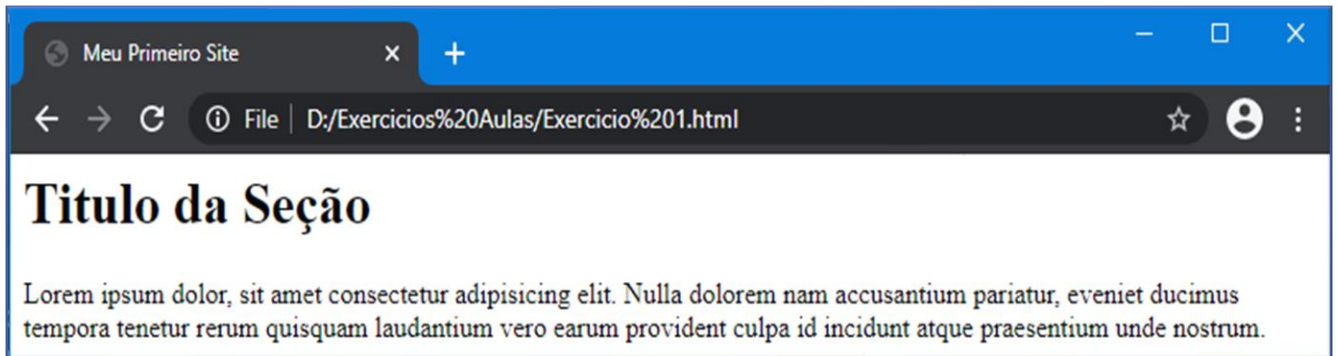 Meu Primeiro Site
File | D:/Exercicios%20Aulas/Exercicio%201.html
Titulo da Seção
Lorem ipsum dolor, sit amet consectetur adipisicing elit. Nulla dolorem nam accusantium pariatur, eveniet ducimus
tempora tenetur rerum quisquam laudantium vero earum provident culpa id incidunt atque praesentium unde nostrum.